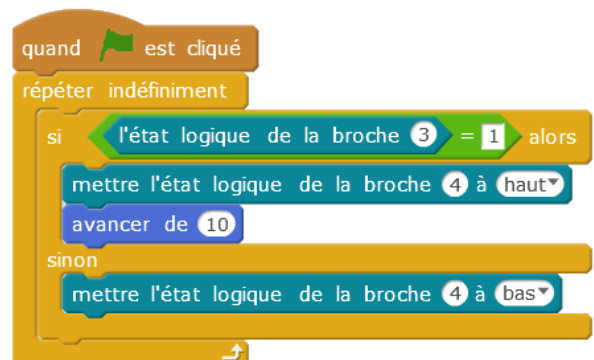 quand est cliqué
répéter indéfiniment
si l'état logique de la broche 3 = 1 alors
mettre l'état logique de la broche 4 à haut
avancer de 10
sinon
mettre l'état logique de la broche 4 à bas